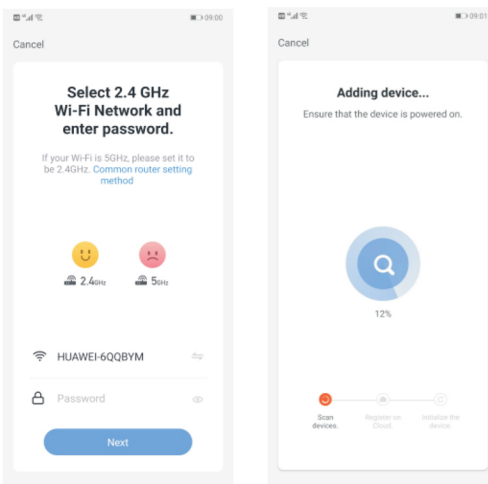 09:00
Cancel
Select 2.4 GHz
Wi-Fi Network and
enter password.
If your Wi-Fi is 5GHz, please set it to
be 2.4GHz. Common router setting
method
2.4GHz
5GHz
HUAWEI-6QQBYM
Password
Next
09:01
Cancel
Adding device...
Ensure that the device is powered on.
12%
Scan
devices.
Register on
Cloud.
Initialize the
device.